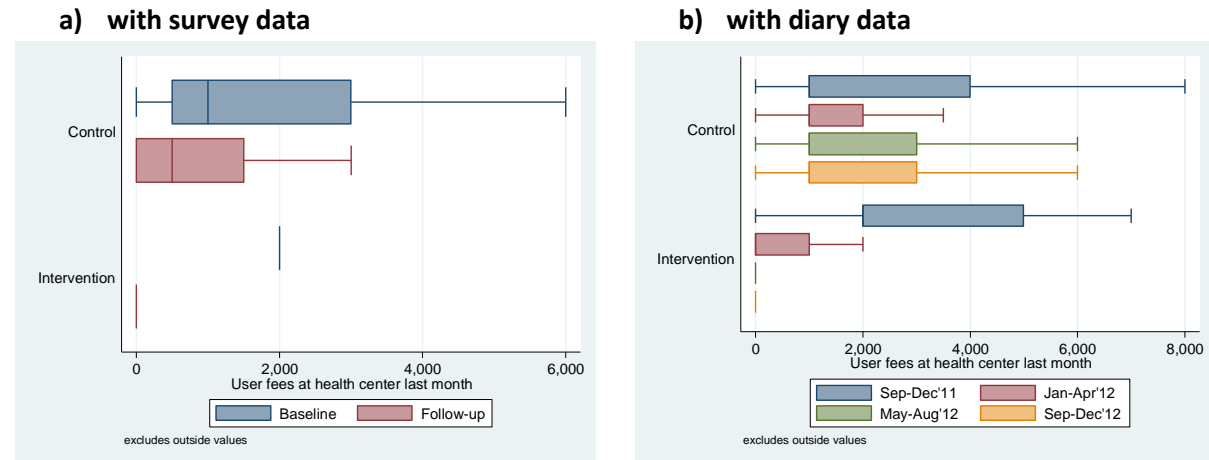 a) with survey data
Control
Intervention
0 2,000 4,000 6,000
User fees at health center last month
Baseline Follow-up
excludes outside values
b) with diary data
Control
Intervention
0 2,000 4,000 6,000 8,000
User fees at health center last month
Sep-Dec'11 Jan-Apr'12
May-Aug'12 Sep-Dec'12
excludes outside values